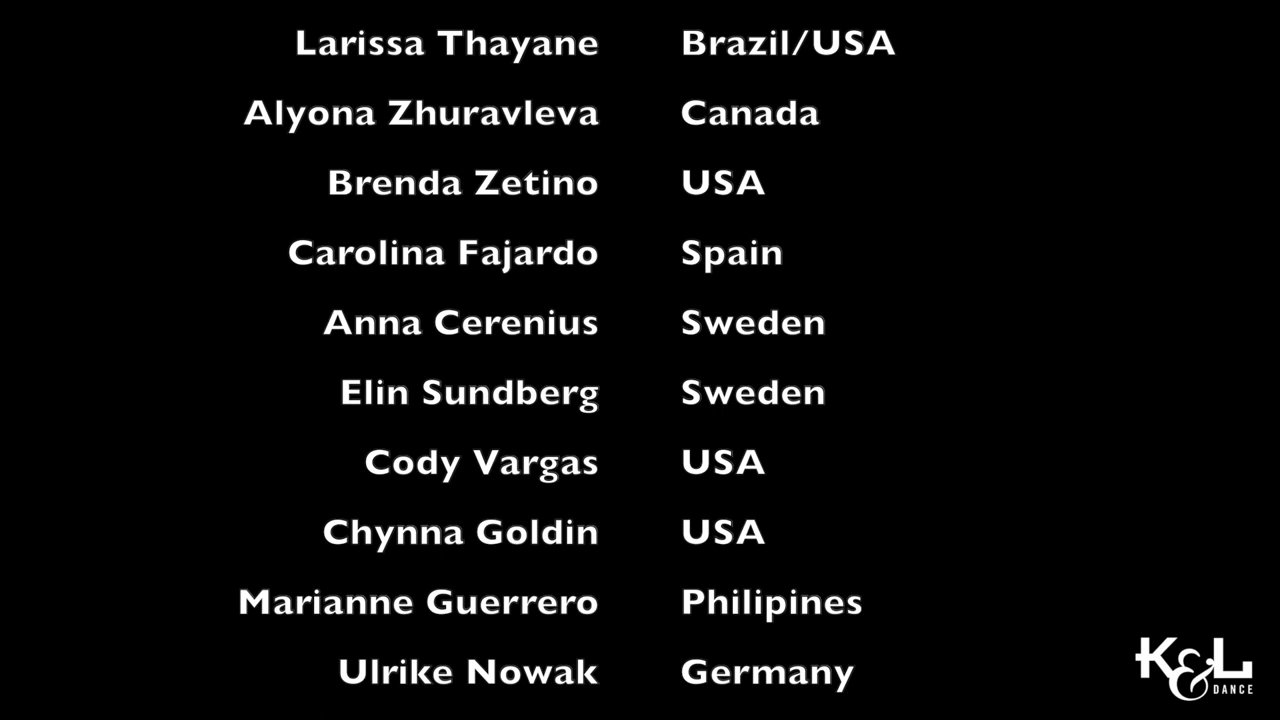 Larissa Thayane Brazil/USA
Alyona Zhuravleva Canada
Brenda Zetino USA
Carolina Fajardo Spain
Anna Cerenius Sweden
Elin Sundberg Sweden
Cody Vargas USA
Chynna Goldin USA
Marianne Guerrero Philipines
Ulrike Nowak Germany
K&L
DANCE